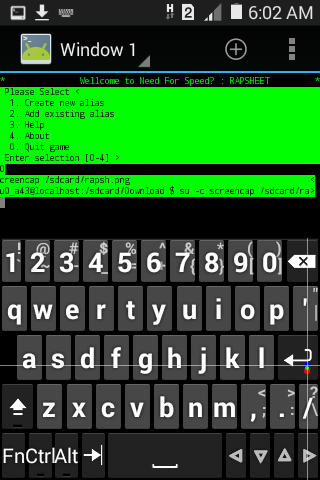 H 2 6:02 AM
Window 1
* Wellcome to Need For Speed? : RAPSHEET *
Please Select <
1. Create new alias
2. Add existing alias
3. Help
4. About
0. Quit game
Enter selection [0-4] >
0
creencap /sdcard/rapsh.png <
u0_a43@localhost:/sdcard/Download $ su -c screencap /sdcard/ra>
! @ # $ % ^ & * ( )
1 2 3 4 5 6 7 8 9 0
q w e r t y u i o p ' "
a s d f g h j k l
z x c v b n m , < ; . > : /
Fn Ctrl Alt